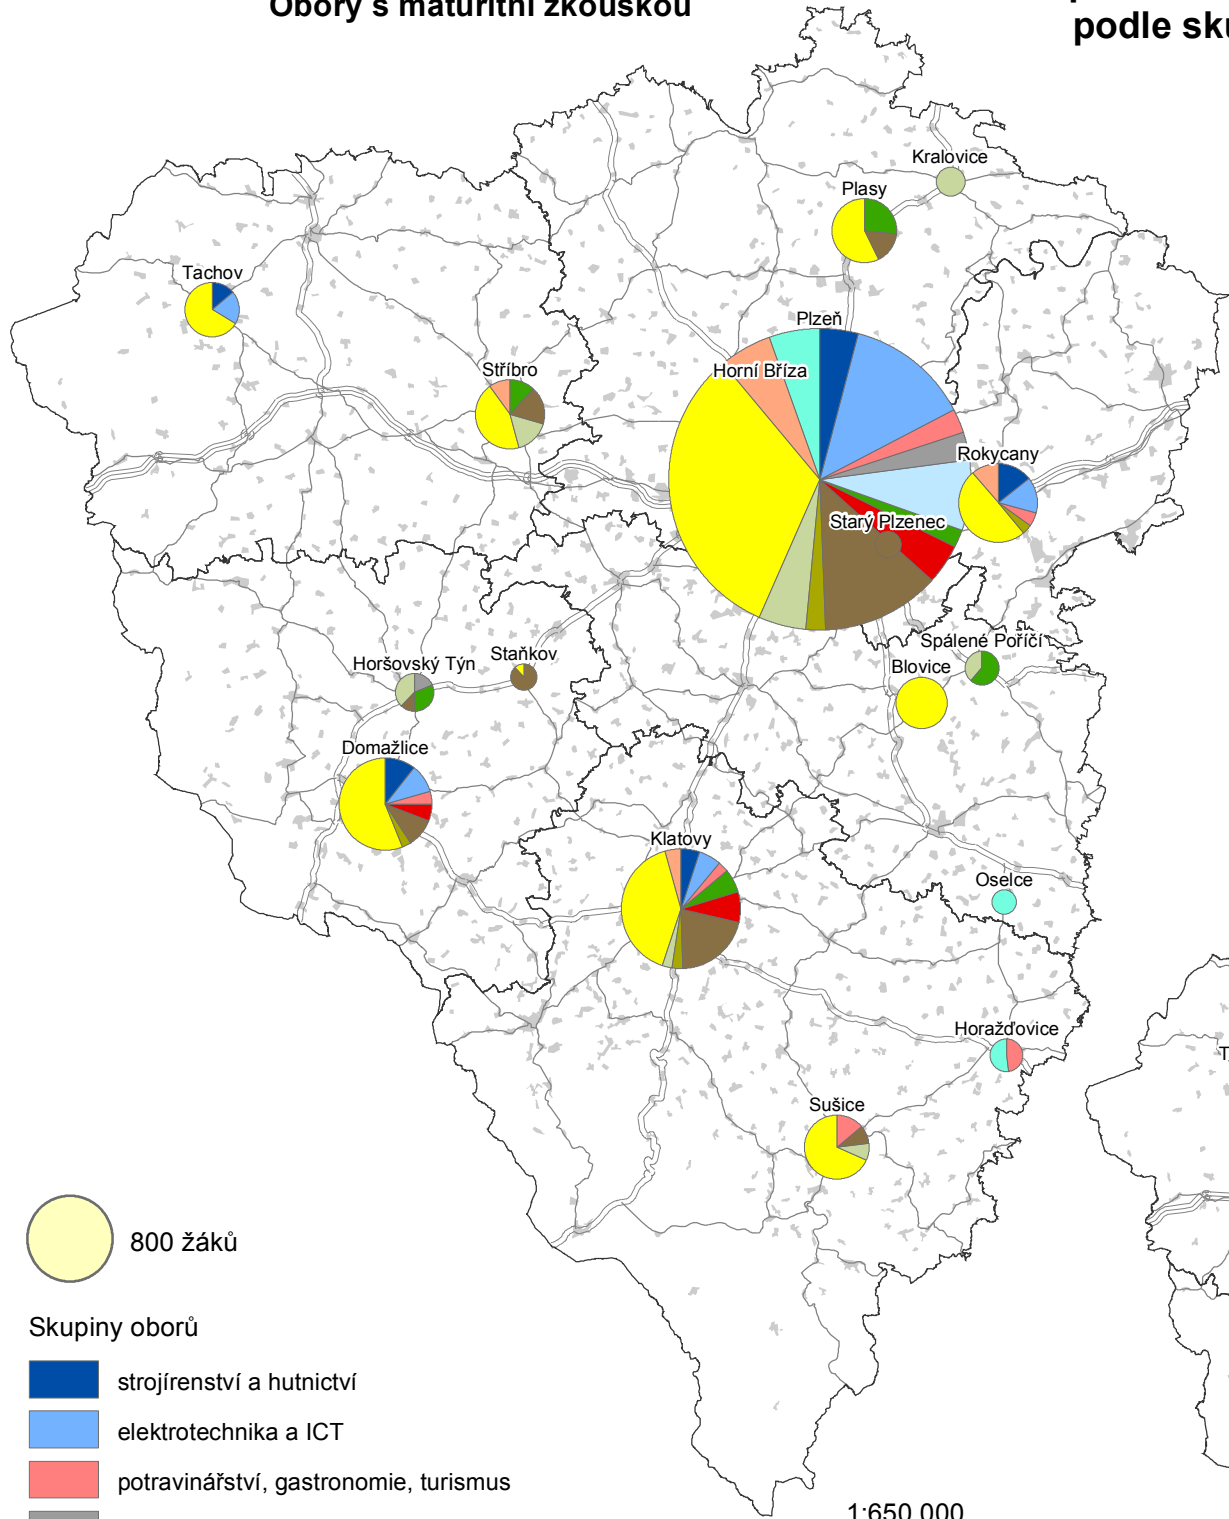 Obory s maturitní zkouškou
podle sku
Kralovice
Plasy
Tachov
Plzeň
Horní Bříza
Stříbro
Rokycany
Starý Plzenec
Spálené Poříčí
Staňkov
Horšovský Týn
Blovice
Domažlice
Klatovy
Oselce
Horažďovice
Sušice
800 žáků
Skupiny oborů
strojírenství a hutnictví
elektrotechnika a ICT
potravinářství, gastronomie, turismus
1:650 000